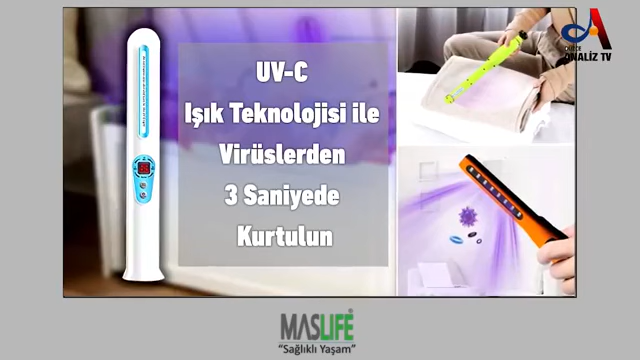 ANALİZ TV
UV-C
Işık Teknolojisi ile
Virüslerden
3 Saniyede
Kurtulun
MASLIFE®
“Sağlıklı Yaşam”